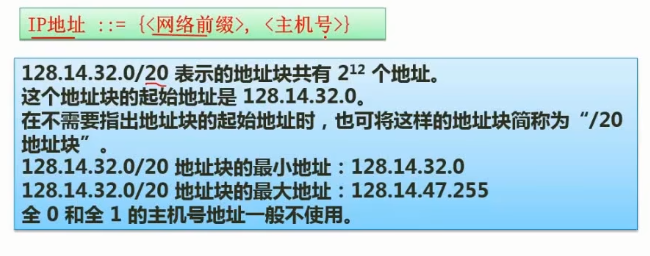 IP地址 ::= {<网络前缀>, <主机号>}
128.14.32.0/20 表示的地址块共有 2¹² 个地址。
这个地址块的起始地址是 128.14.32.0。
在不需要指出地址块的起始地址时，也可将这样的地址块简称为“/20
地址块”。
128.14.32.0/20 地址块的最小地址：128.14.32.0
128.14.32.0/20 地址块的最大地址：128.14.47.255
全 0 和全 1 的主机号地址一般不使用。